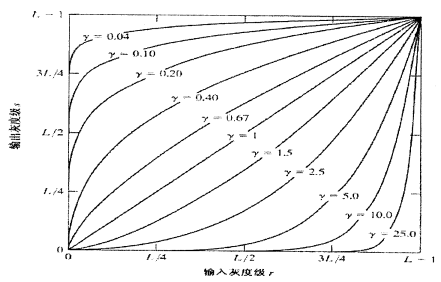 L − 1
γ = 0.04
γ = 0.10
3L/4
γ = 0.20
γ = 0.40
输出灰度级 s
L/2
γ = 0.67
γ = 1
γ = 1.5
L/4
γ = 2.5
γ = 5.0
γ = 10.0
γ = 25.0
0
0 L/4 L/2 3L/4 L − 1
输入灰度级 r